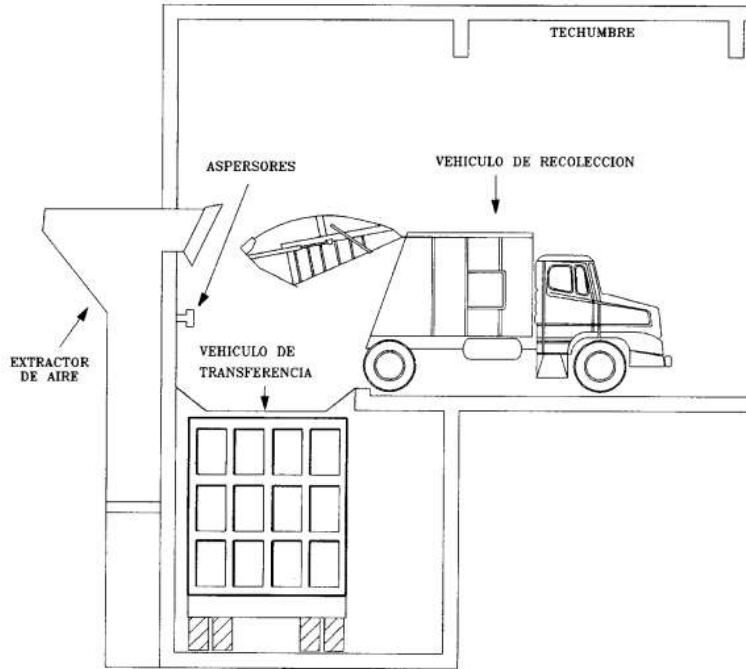 TECHUMBRE
ASPERSORES
VEHICULO DE RECOLECCION
EXTRACTOR
DE AIRE
VEHICULO DE
TRANSFERENCIA